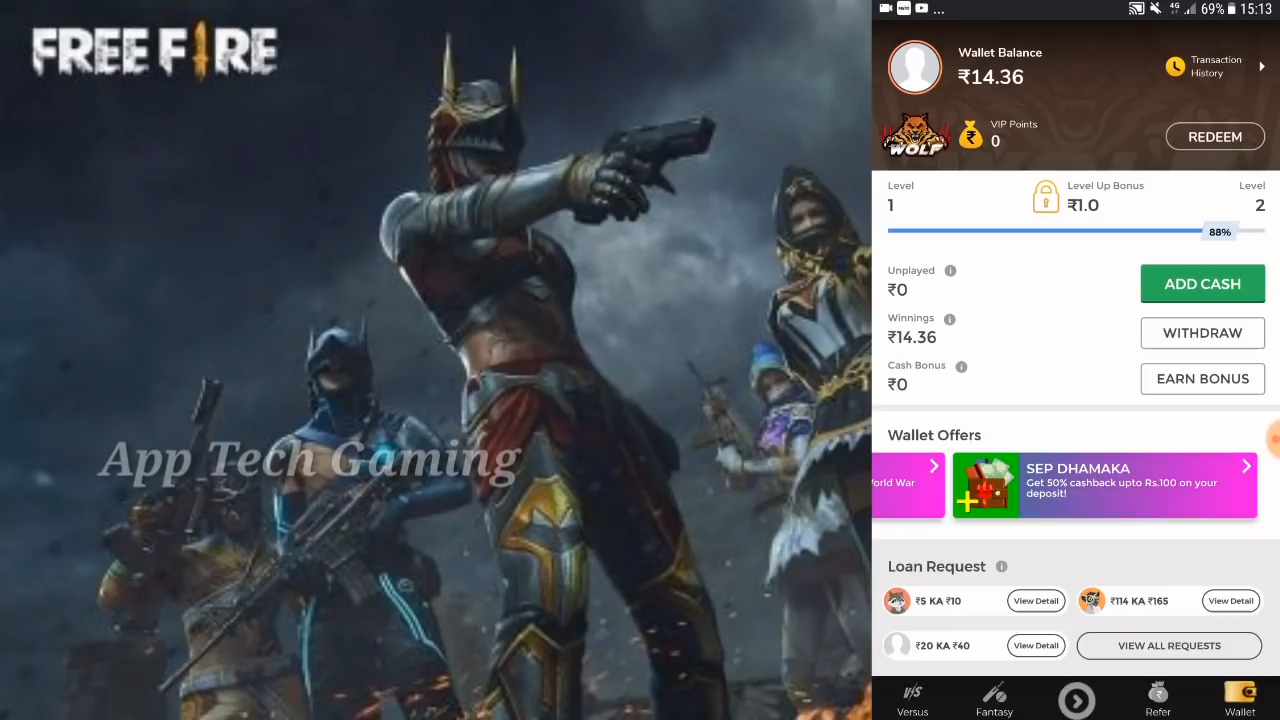 FREE FIRE
App Tech Gaming
... 4G 69% 15:13
Wallet Balance
₹14.36
Transaction
History
WOLF
VIP Points
0
REDEEM
Level
1
Level Up Bonus
₹1.0
Level
2
88%
Unplayed
₹0
ADD CASH
Winnings
₹14.36
WITHDRAW
Cash Bonus
₹0
EARN BONUS
Wallet Offers
orld War
SEP DHAMAKA
Get 50% cashback upto Rs.100 on your
deposit!
Loan Request
₹5 KA ₹10
View Detail
₹114 KA ₹165
View Detail
₹20 KA ₹40
View Detail
VIEW ALL REQUESTS
V/S
Versus
Fantasy
Refer
Wallet